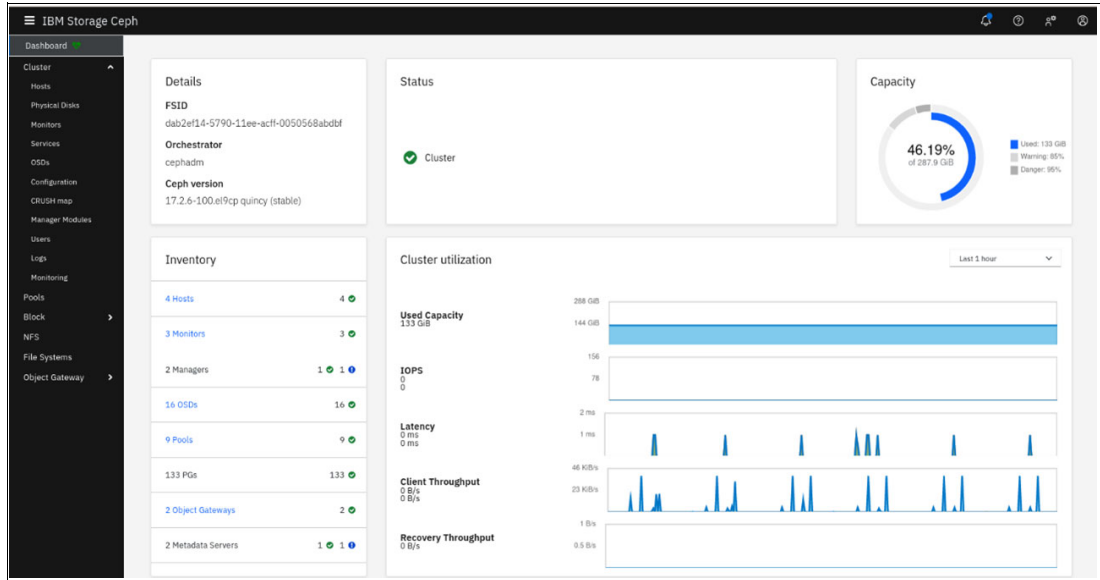 IBM Storage Ceph
Dashboard
Cluster
Hosts
Physical Disks
Monitors
Services
OSDs
Configuration
CRUSH map
Manager Modules
Users
Logs
Monitoring
Pools
Block
NFS
File Systems
Object Gateway
Details
FSID
dab2ef14-5790-11ee-acff-0050568abdbf
Orchestrator
cephadm
Ceph version
17.2.6-100.el9cp quincy (stable)
Status
Cluster
Capacity
46.19%
of 287.9 GiB
Used: 133 GiB
Warning: 85%
Danger: 95%
Inventory
4 Hosts 4
3 Monitors 3
2 Managers 1 1
16 OSDs 16
9 Pools 9
133 PGs 133
2 Object Gateways 2
2 Metadata Servers 1 1
Cluster utilization
Last 1 hour
Used Capacity
133 GiB
288 GiB
144 GiB
IOPS
0
0
156
78
Latency
0 ms
0 ms
2 ms
1 ms
Client Throughput
0 B/s
0 B/s
46 KiB/s
23 KiB/s
Recovery Throughput
0 B/s
1 B/s
0.5 B/s